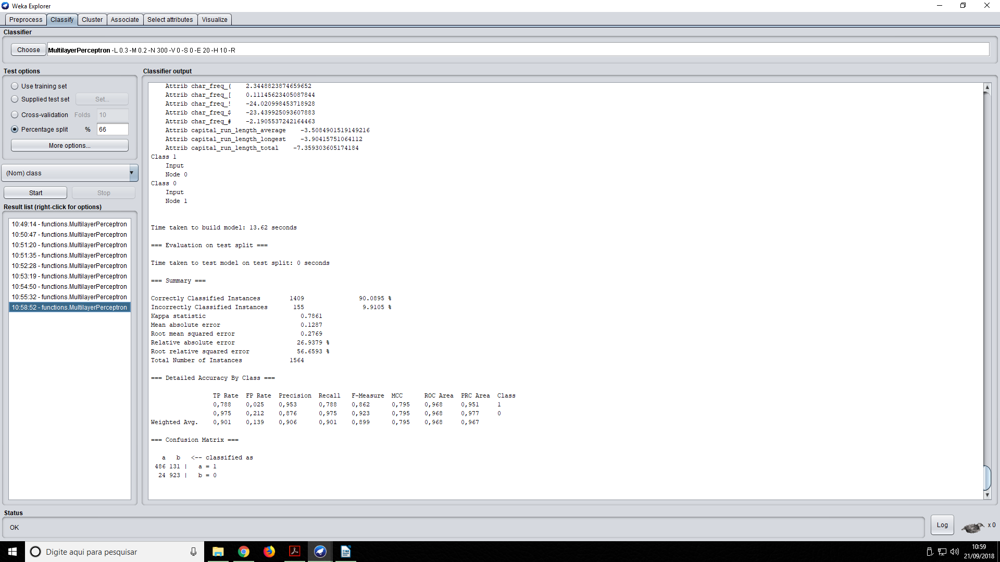 Weka Explorer
Preprocess Classify Cluster Associate Select attributes Visualize
Classifier
Choose MultilayerPerceptron -L 0.3 -M 0.2 -N 300 -V 0 -S 0 -E 20 -H 10 -R
Test options
Use training set
Supplied test set Set...
Cross-validation Folds 10
Percentage split % 66
More options...
(Nom) class
Start Stop
Result list (right-click for options)
10:49:14 - functions.MultilayerPerceptron
10:50:47 - functions.MultilayerPerceptron
10:51:20 - functions.MultilayerPerceptron
10:51:35 - functions.MultilayerPerceptron
10:52:28 - functions.MultilayerPerceptron
10:53:19 - functions.MultilayerPerceptron
10:54:50 - functions.MultilayerPerceptron
10:55:32 - functions.MultilayerPerceptron
10:58:52 - functions.MultilayerPerceptron
Classifier output
Attrib char_freq_( 2.3448823874659652
Attrib char_freq_[ 0.11145623405087844
Attrib char_freq_! -24.020998453718928
Attrib char_freq_$ -23.439925093607883
Attrib char_freq_# -2.1905537242164463
Attrib capital_run_length_average -3.5084901519149216
Attrib capital_run_length_longest -3.90415751064112
Attrib capital_run_length_total -7.359303605174184
Class 1
Input
Node 0
Class 0
Input
Node 1
Time taken to build model: 13.62 seconds
=== Evaluation on test split ===
Time taken to test model on test split: 0 seconds
=== Summary ===
Correctly Classified Instances 1409 90.0895 %
Incorrectly Classified Instances 155 9.9105 %
Kappa statistic 0.7861
Mean absolute error 0.1287
Root mean squared error 0.2769
Relative absolute error 26.9379 %
Root relative squared error 56.6593 %
Total Number of Instances 1564
=== Detailed Accuracy By Class ===
TP Rate FP Rate Precision Recall F-Measure MCC ROC Area PRC Area Class
0,788 0,025 0,953 0,788 0,862 0,795 0,968 0,951 1
0,975 0,212 0,876 0,975 0,923 0,795 0,968 0,977 0
Weighted Avg. 0,901 0,139 0,906 0,901 0,899 0,795 0,968 0,967
=== Confusion Matrix ===
a b <-- classified as
486 131 | a = 1
24 923 | b = 0
Status
OK
Log x 0
Digite aqui para pesquisar
10:59
21/09/2018